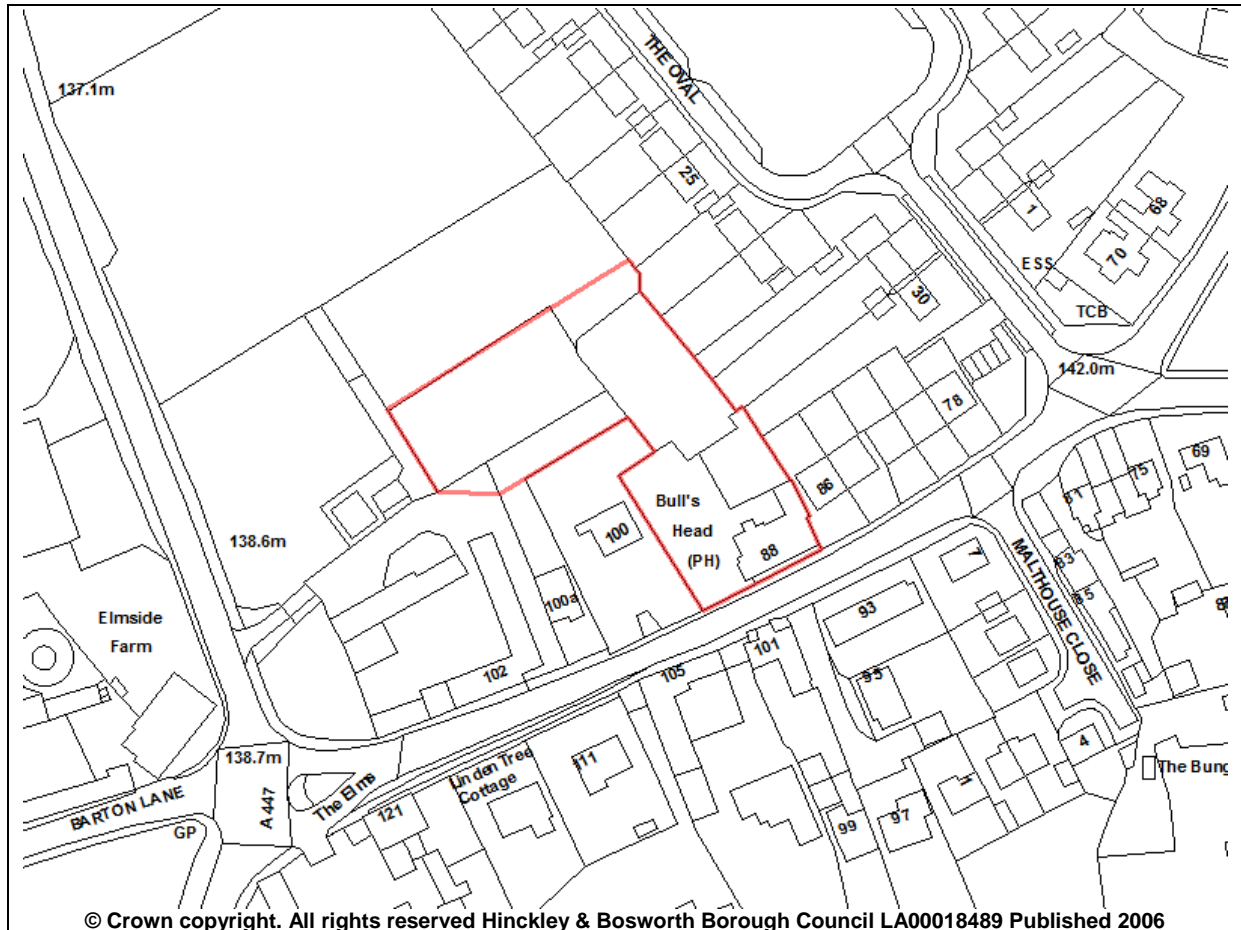 THE OVAL
137.1m
25
1
68
70
ESS
TCB
30
142.0m
78
86
69
75
81
Bull's
Head
(PH)
88
100
138.6m
100a
7
83
85
MALTHOUSE CLOSE
93
Elmside
Farm
102
105
101
95
4
The Bung
138.7m
BARTON LANE
A 447
GP
The Elms
Linden Tree
Cottage
111
121
99
97
© Crown copyright. All rights reserved Hinckley & Bosworth Borough Council LA00018489 Published 2006